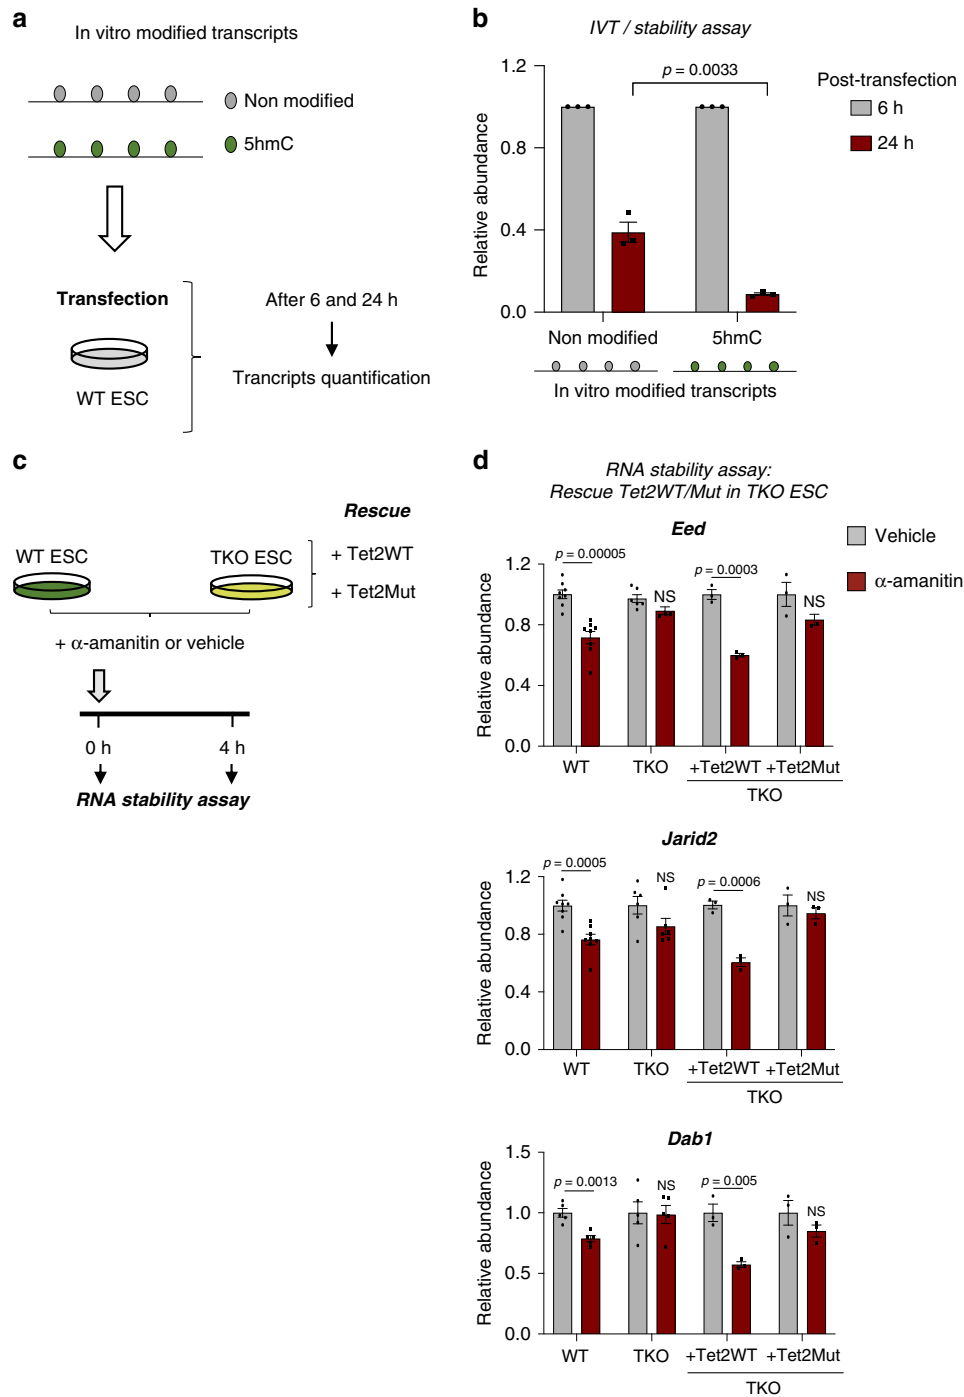 a
In vitro modified transcripts
Non modified
5hmC
Transfection
WT ESC
After 6 and 24 h
Trancripts quantification
b
IVT / stability assay
p = 0.0033
Post-transfection
6 h
24 h
Relative abundance
1.2
0.8
0.4
0.0
Non modified
5hmC
In vitro modified transcripts
c
Rescue
WT ESC
TKO ESC
+ Tet2WT
+ Tet2Mut
+ α-amanitin or vehicle
0 h
4 h
RNA stability assay
d
RNA stability assay:
Rescue Tet2WT/Mut in TKO ESC
Vehicle
α-amanitin
Eed
Relative abundance
1.2
0.8
0.4
0.0
p = 0.00005
NS
p = 0.0003
NS
WT
TKO
+Tet2WT
+Tet2Mut
TKO
Jarid2
Relative abundance
1.2
0.8
0.4
0.0
p = 0.0005
NS
p = 0.0006
NS
WT
TKO
+Tet2WT
+Tet2Mut
TKO
Dab1
Relative abundance
1.5
1.0
0.5
0.0
p = 0.0013
NS
p = 0.005
NS
WT
TKO
+Tet2WT
+Tet2Mut
TKO